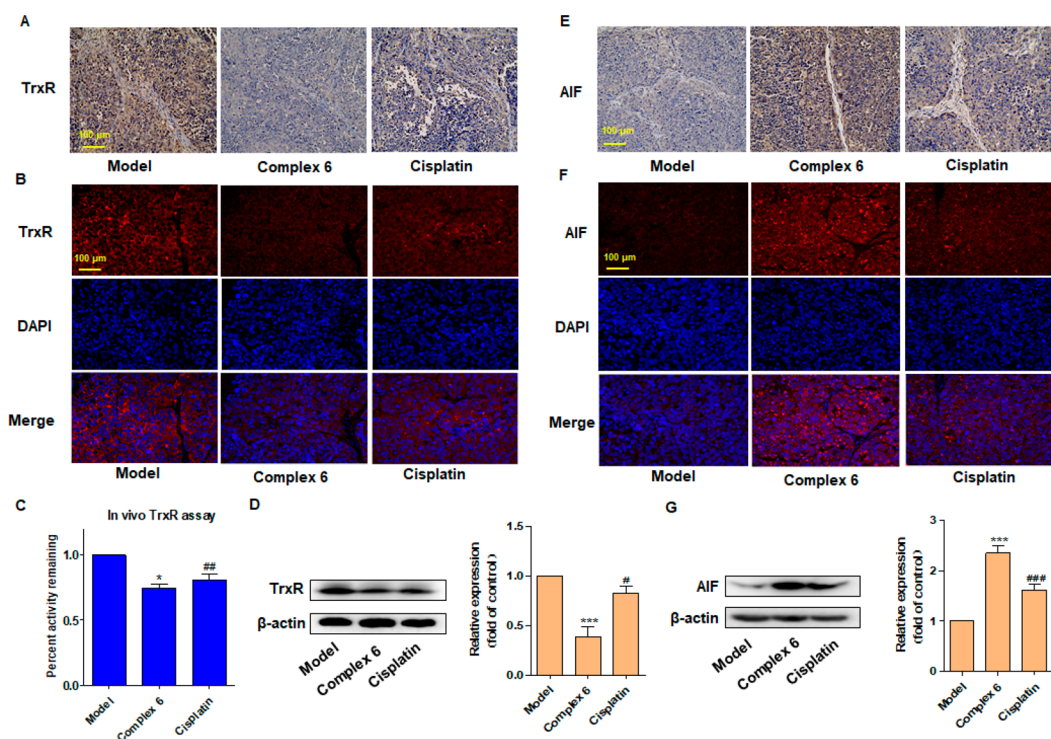 A
TrxR
100 μm
Model
Complex 6
Cisplatin
B
TrxR
100 μm
DAPI
Merge
Model
Complex 6
Cisplatin
C
In vivo TrxR assay
Percent activity remaining
1.0
0.5
0.0
*
##
Model
Complex 6
Cisplatin
D
TrxR
β-actin
Model
Complex 6
Cisplatin
Relative expression
(fold of control)
1.5
1.0
0.5
0.0
***
#
Model
Complex 6
Cisplatin
E
AIF
100 μm
Model
Complex 6
Cisplatin
F
AIF
100 μm
DAPI
Merge
Model
Complex 6
Cisplatin
G
AIF
β-actin
Model
Complex 6
Cisplatin
Relative expression
(fold of control)
3
2
1
0
***
###
Model
Complex 6
Cisplatin